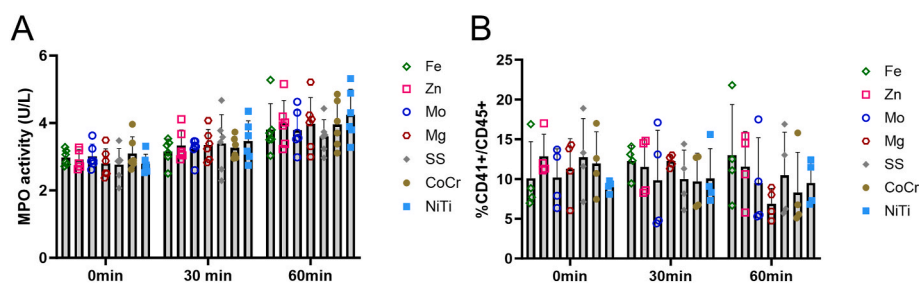 A
MPO activity (U/L)
6
4
2
0
0min
30 min
60min
Fe
Zn
Mo
Mg
SS
CoCr
NiTi
B
%CD41+/CD45+
25
20
15
10
5
0
0min
30min
60min
Fe
Zn
Mo
Mg
SS
CoCr
NiTi